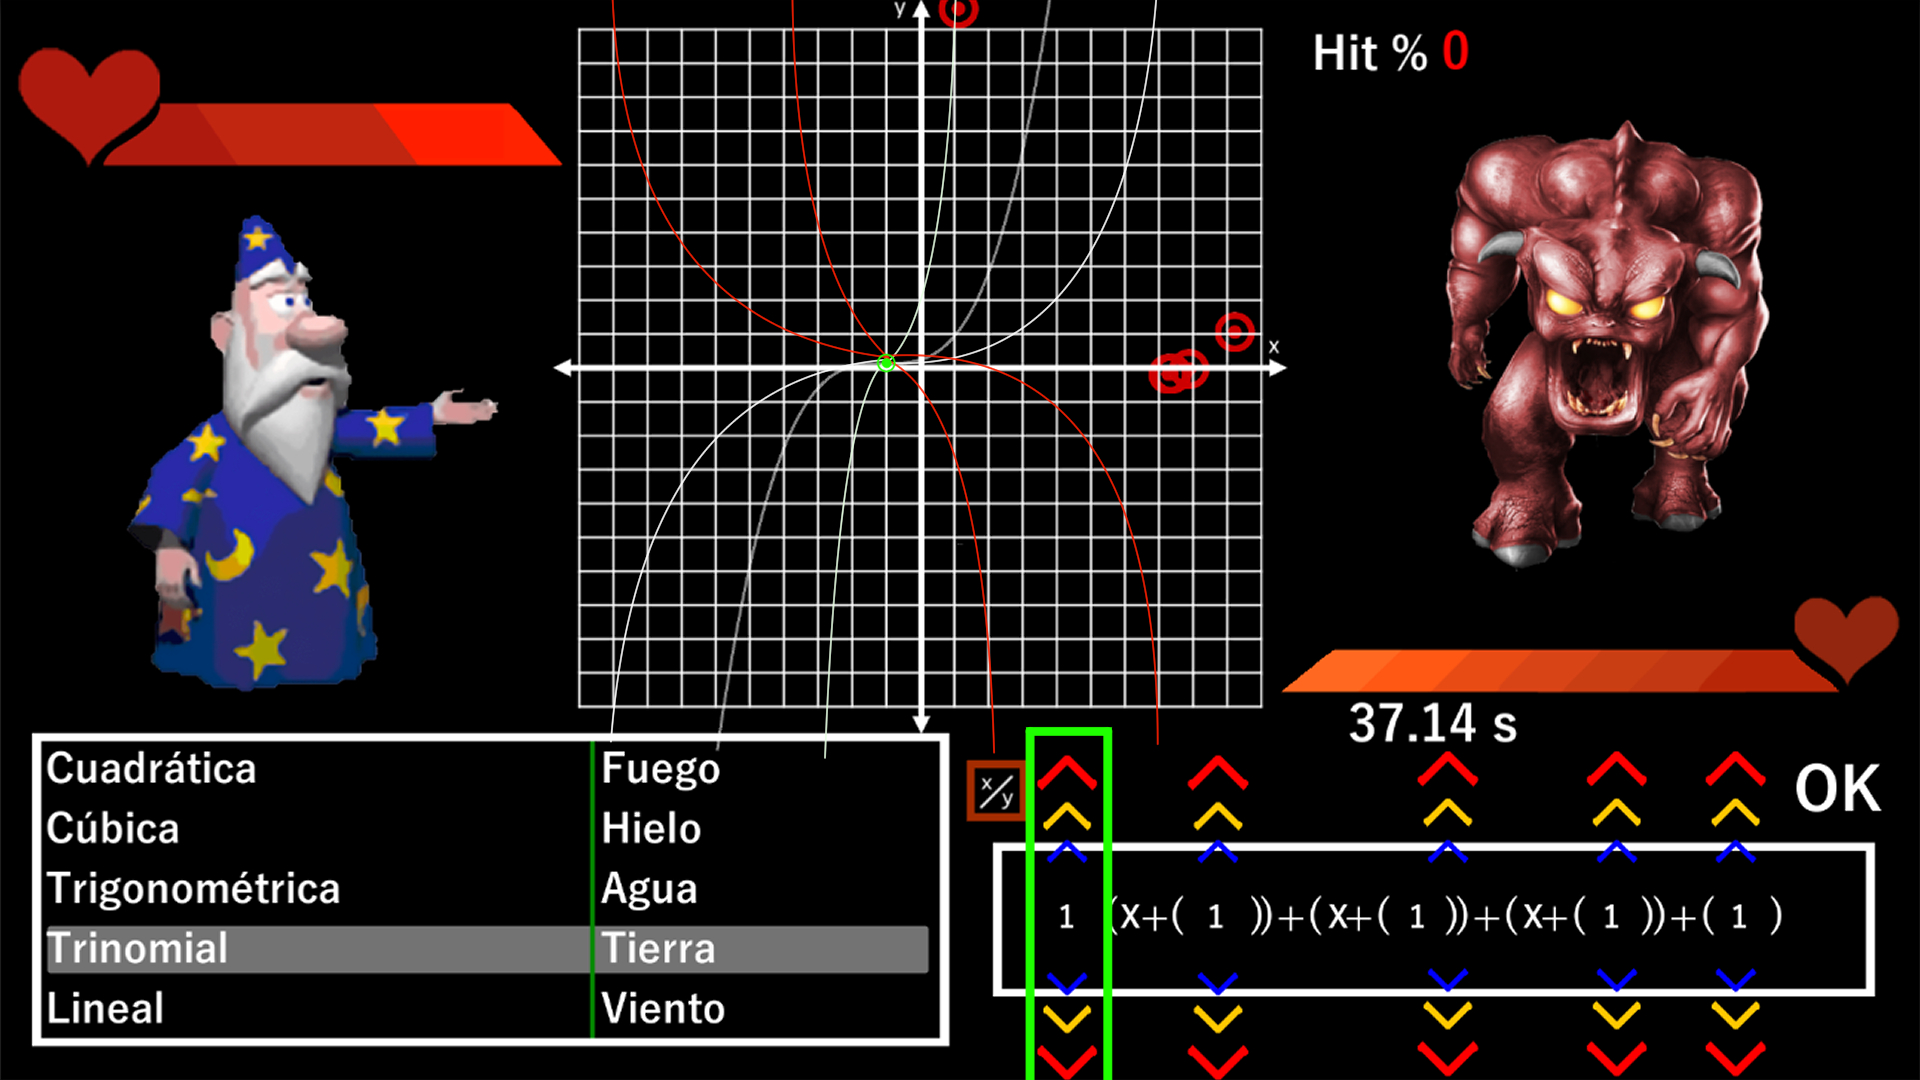 y
Hit % 0
x
37.14 s
Cuadrática Fuego
Cúbica Hielo
Trigonométrica Agua
Trinomial Tierra
Lineal Viento
x/y
OK
1 (X+( 1 ))+(X+( 1 ))+(X+( 1 ))+( 1 )